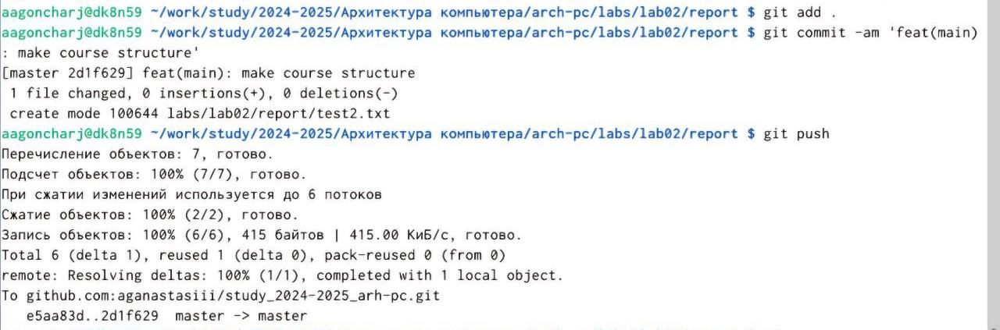 aagoncharj@dk8n59 ~/work/study/2024-2025/Архитектура компьютера/arch-pc/labs/lab02/report $ git add .
aagoncharj@dk8n59 ~/work/study/2024-2025/Архитектура компьютера/arch-pc/labs/lab02/report $ git commit -am 'feat(main)
: make course structure'
[master 2d1f629] feat(main): make course structure
 1 file changed, 0 insertions(+), 0 deletions(-)
 create mode 100644 labs/lab02/report/test2.txt
aagoncharj@dk8n59 ~/work/study/2024-2025/Архитектура компьютера/arch-pc/labs/lab02/report $ git push
Перечисление объектов: 7, готово.
Подсчет объектов: 100% (7/7), готово.
При сжатии изменений используется до 6 потоков
Сжатие объектов: 100% (2/2), готово.
Запись объектов: 100% (6/6), 415 байтов | 415.00 КиБ/с, готово.
Total 6 (delta 1), reused 1 (delta 0), pack-reused 0 (from 0)
remote: Resolving deltas: 100% (1/1), completed with 1 local object.
To github.com:aganastasiii/study_2024-2025_arh-pc.git
   e5aa83d..2d1f629  master -> master